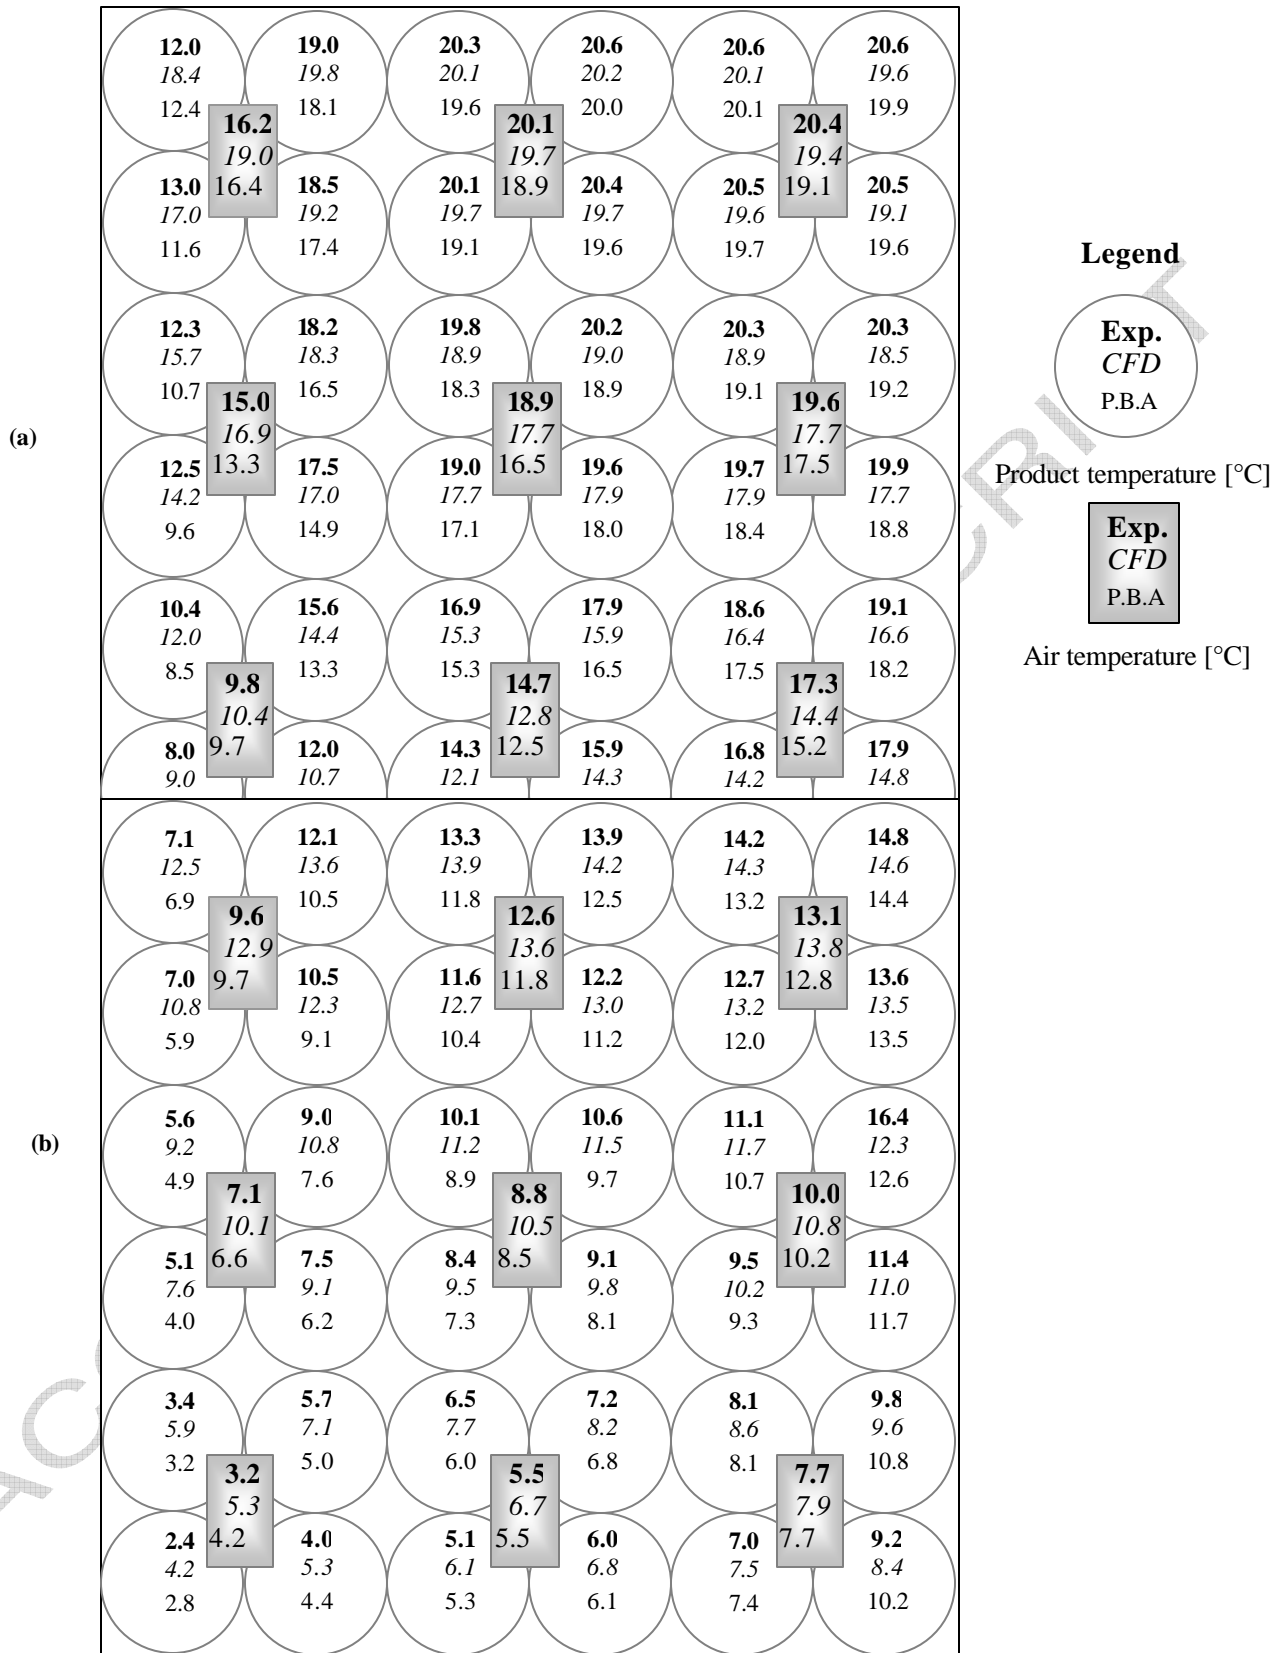 12.0 19.0 20.3 20.6 20.6 20.6
18.4 19.8 20.1 20.2 20.1 19.6
12.4 18.1 19.6 20.0 20.1 19.9
16.2 20.1 20.4
19.0 19.7 19.4
16.4 18.9 19.1
13.0 18.5 20.1 20.4 20.5 20.5
17.0 19.2 19.7 19.7 19.6 19.1
11.6 17.4 19.1 19.6 19.7 19.6
12.3 18.2 19.8 20.2 20.3 20.3
15.7 18.3 18.9 19.0 18.9 18.5
10.7 16.5 18.3 18.9 19.1 19.2
15.0 18.9 19.6
16.9 17.7 17.7
13.3 16.5 17.5
(a)
12.5 17.5 19.0 19.6 19.7 19.9
14.2 17.0 17.7 17.9 17.9 17.7
9.6 14.9 17.1 18.0 18.4 18.8
10.4 15.6 16.9 17.9 18.6 19.1
12.0 14.4 15.3 15.9 16.4 16.6
8.5 13.3 15.3 16.5 17.5 18.2
9.8 14.7 17.3
10.4 12.8 14.4
9.7 12.5 15.2
8.0 12.0 14.3 15.9 16.8 17.9
9.0 10.7 12.1 14.3 14.2 14.8
Legend
Exp.
CFD
P.B.A
Product temperature [°C]
Exp.
CFD
P.B.A
Air temperature [°C]
7.1 12.1 13.3 13.9 14.2 14.8
12.5 13.6 13.9 14.2 14.3 14.6
6.9 10.5 11.8 12.5 13.2 14.4
9.6 12.6 13.1
12.9 13.6 13.8
9.7 11.8 12.8
7.0 10.5 11.6 12.2 12.7 13.6
10.8 12.3 12.7 13.0 13.2 13.5
5.9 9.1 10.4 11.2 12.0 13.5
5.6 9.0 10.1 10.6 11.1 16.4
9.2 10.8 11.2 11.5 11.7 12.3
4.9 7.6 8.9 9.7 10.7 12.6
(b)
7.1 8.8 10.0
10.1 10.5 10.8
6.6 8.5 10.2
5.1 7.5 8.4 9.1 9.5 11.4
7.6 9.1 9.5 9.8 10.2 11.0
4.0 6.2 7.3 8.1 9.3 11.7
3.4 5.7 6.5 7.2 8.1 9.8
5.9 7.1 7.7 8.2 8.6 9.6
3.2 5.0 6.0 6.8 8.1 10.8
3.2 5.5 7.7
5.3 6.7 7.9
4.2 5.5 7.7
2.4 4.0 5.1 6.0 7.0 9.2
4.2 5.3 6.1 6.8 7.5 8.4
2.8 4.4 5.3 6.1 7.4 10.2